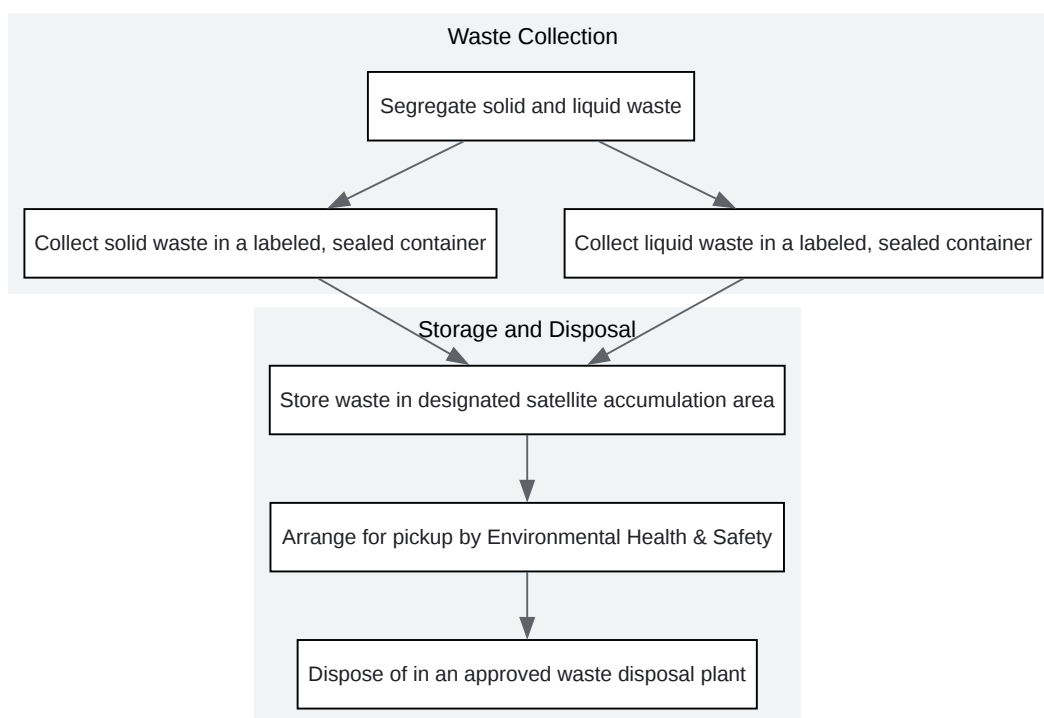 Waste Collection
Segregate solid and liquid waste
Collect solid waste in a labeled, sealed container
Collect liquid waste in a labeled, sealed container
Storage and Disposal
Store waste in designated satellite accumulation area
Arrange for pickup by Environmental Health & Safety
Dispose of in an approved waste disposal plant